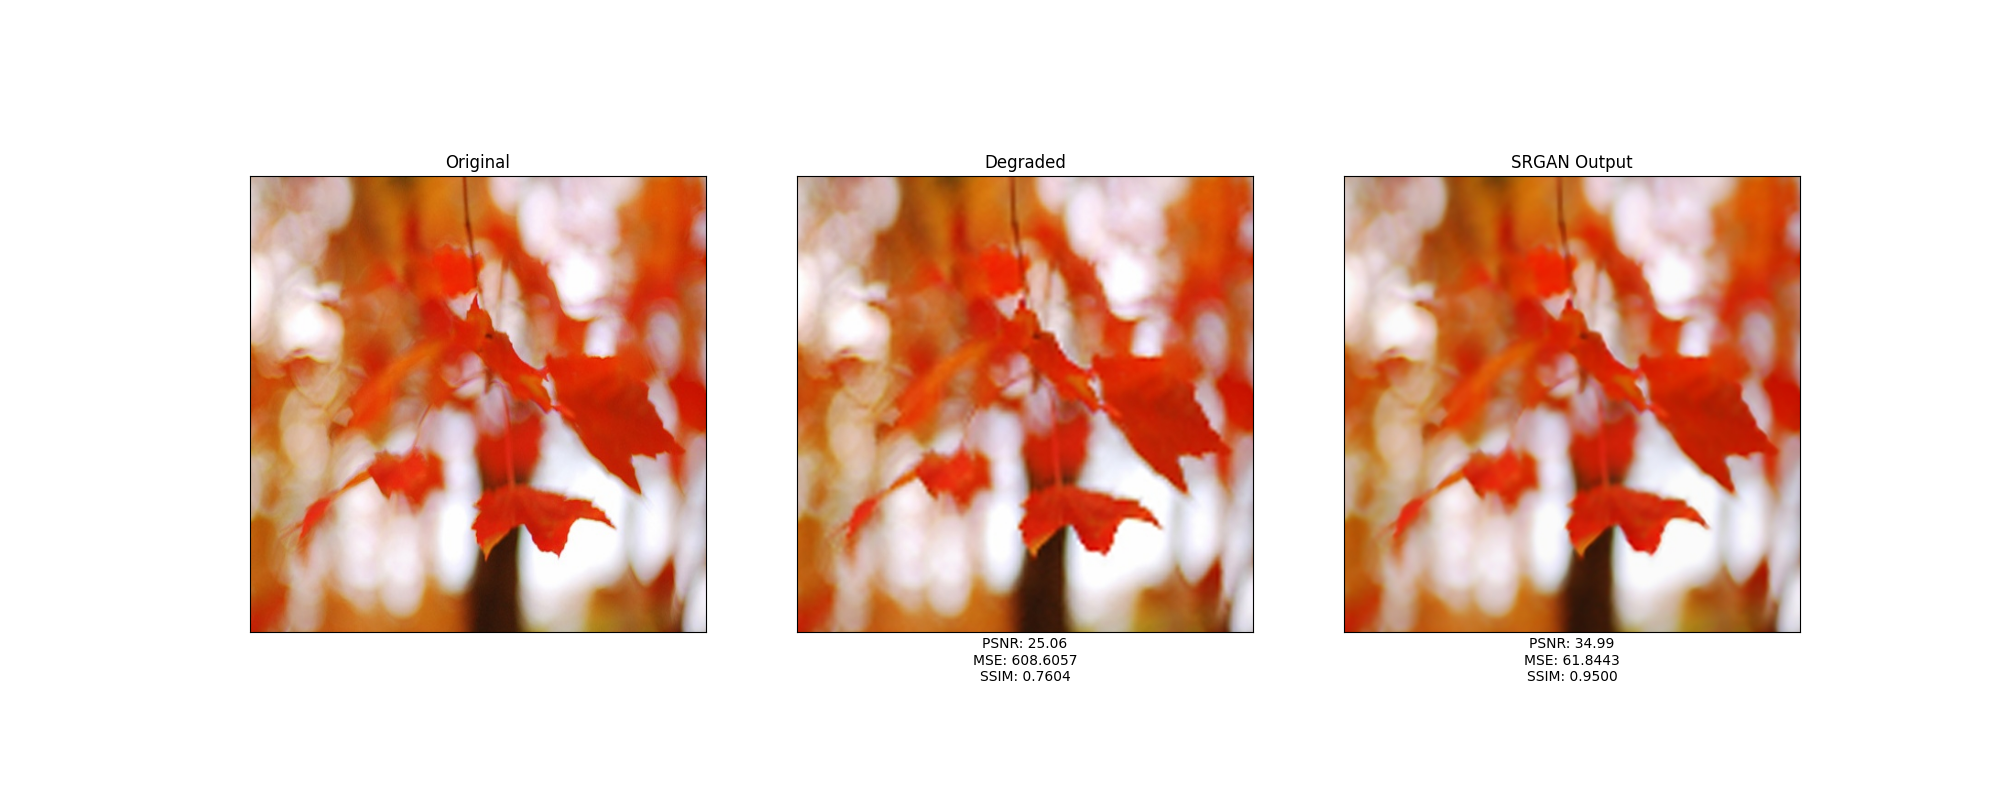 Original
Degraded
SRGAN Output
PSNR: 25.06
MSE: 608.6057
SSIM: 0.7604
PSNR: 34.99
MSE: 61.8443
SSIM: 0.9500